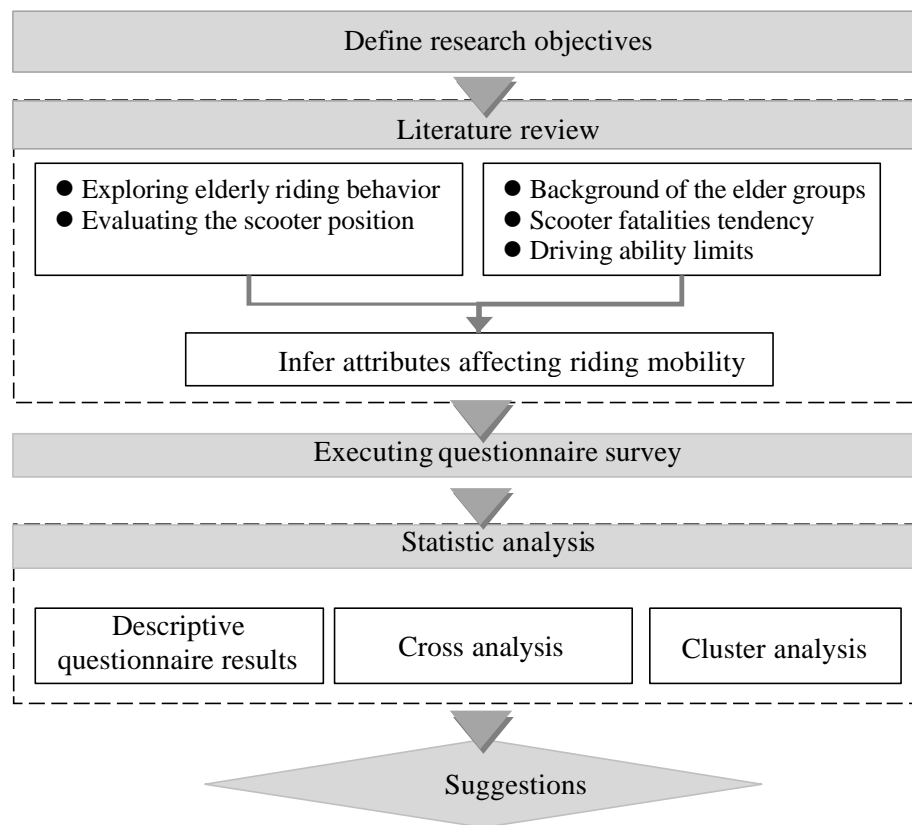 Define research objectives
Literature review
● Exploring elderly riding behavior
● Evaluating the scooter position
● Background of the elder groups
● Scooter fatalities tendency
● Driving ability limits
Infer attributes affecting riding mobility
Executing questionnaire survey
Statistic analysis
Descriptive
questionnaire results
Cross analysis
Cluster analysis
Suggestions